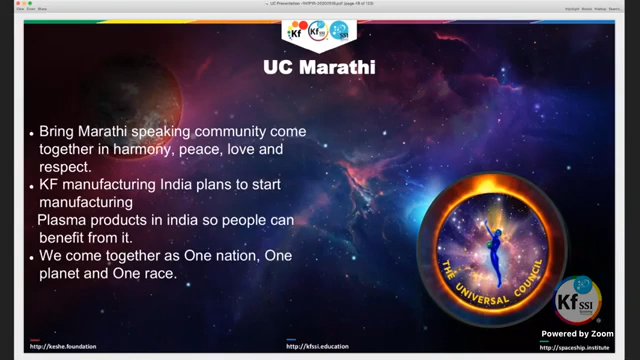 UC Marathi
• Bring Marathi speaking community come
together in harmony, peace, love and
respect.
• KF manufacturing India plans to start
manufacturing
Plasma products in india so people can
benefit from it.
• We come together as One nation, One
planet and One race.
THE UNIVERSAL COUNCIL
Kf SSI
Powered by Zoom
http://keshe.foundation
http://kfssi.education
http://spaceship.institute